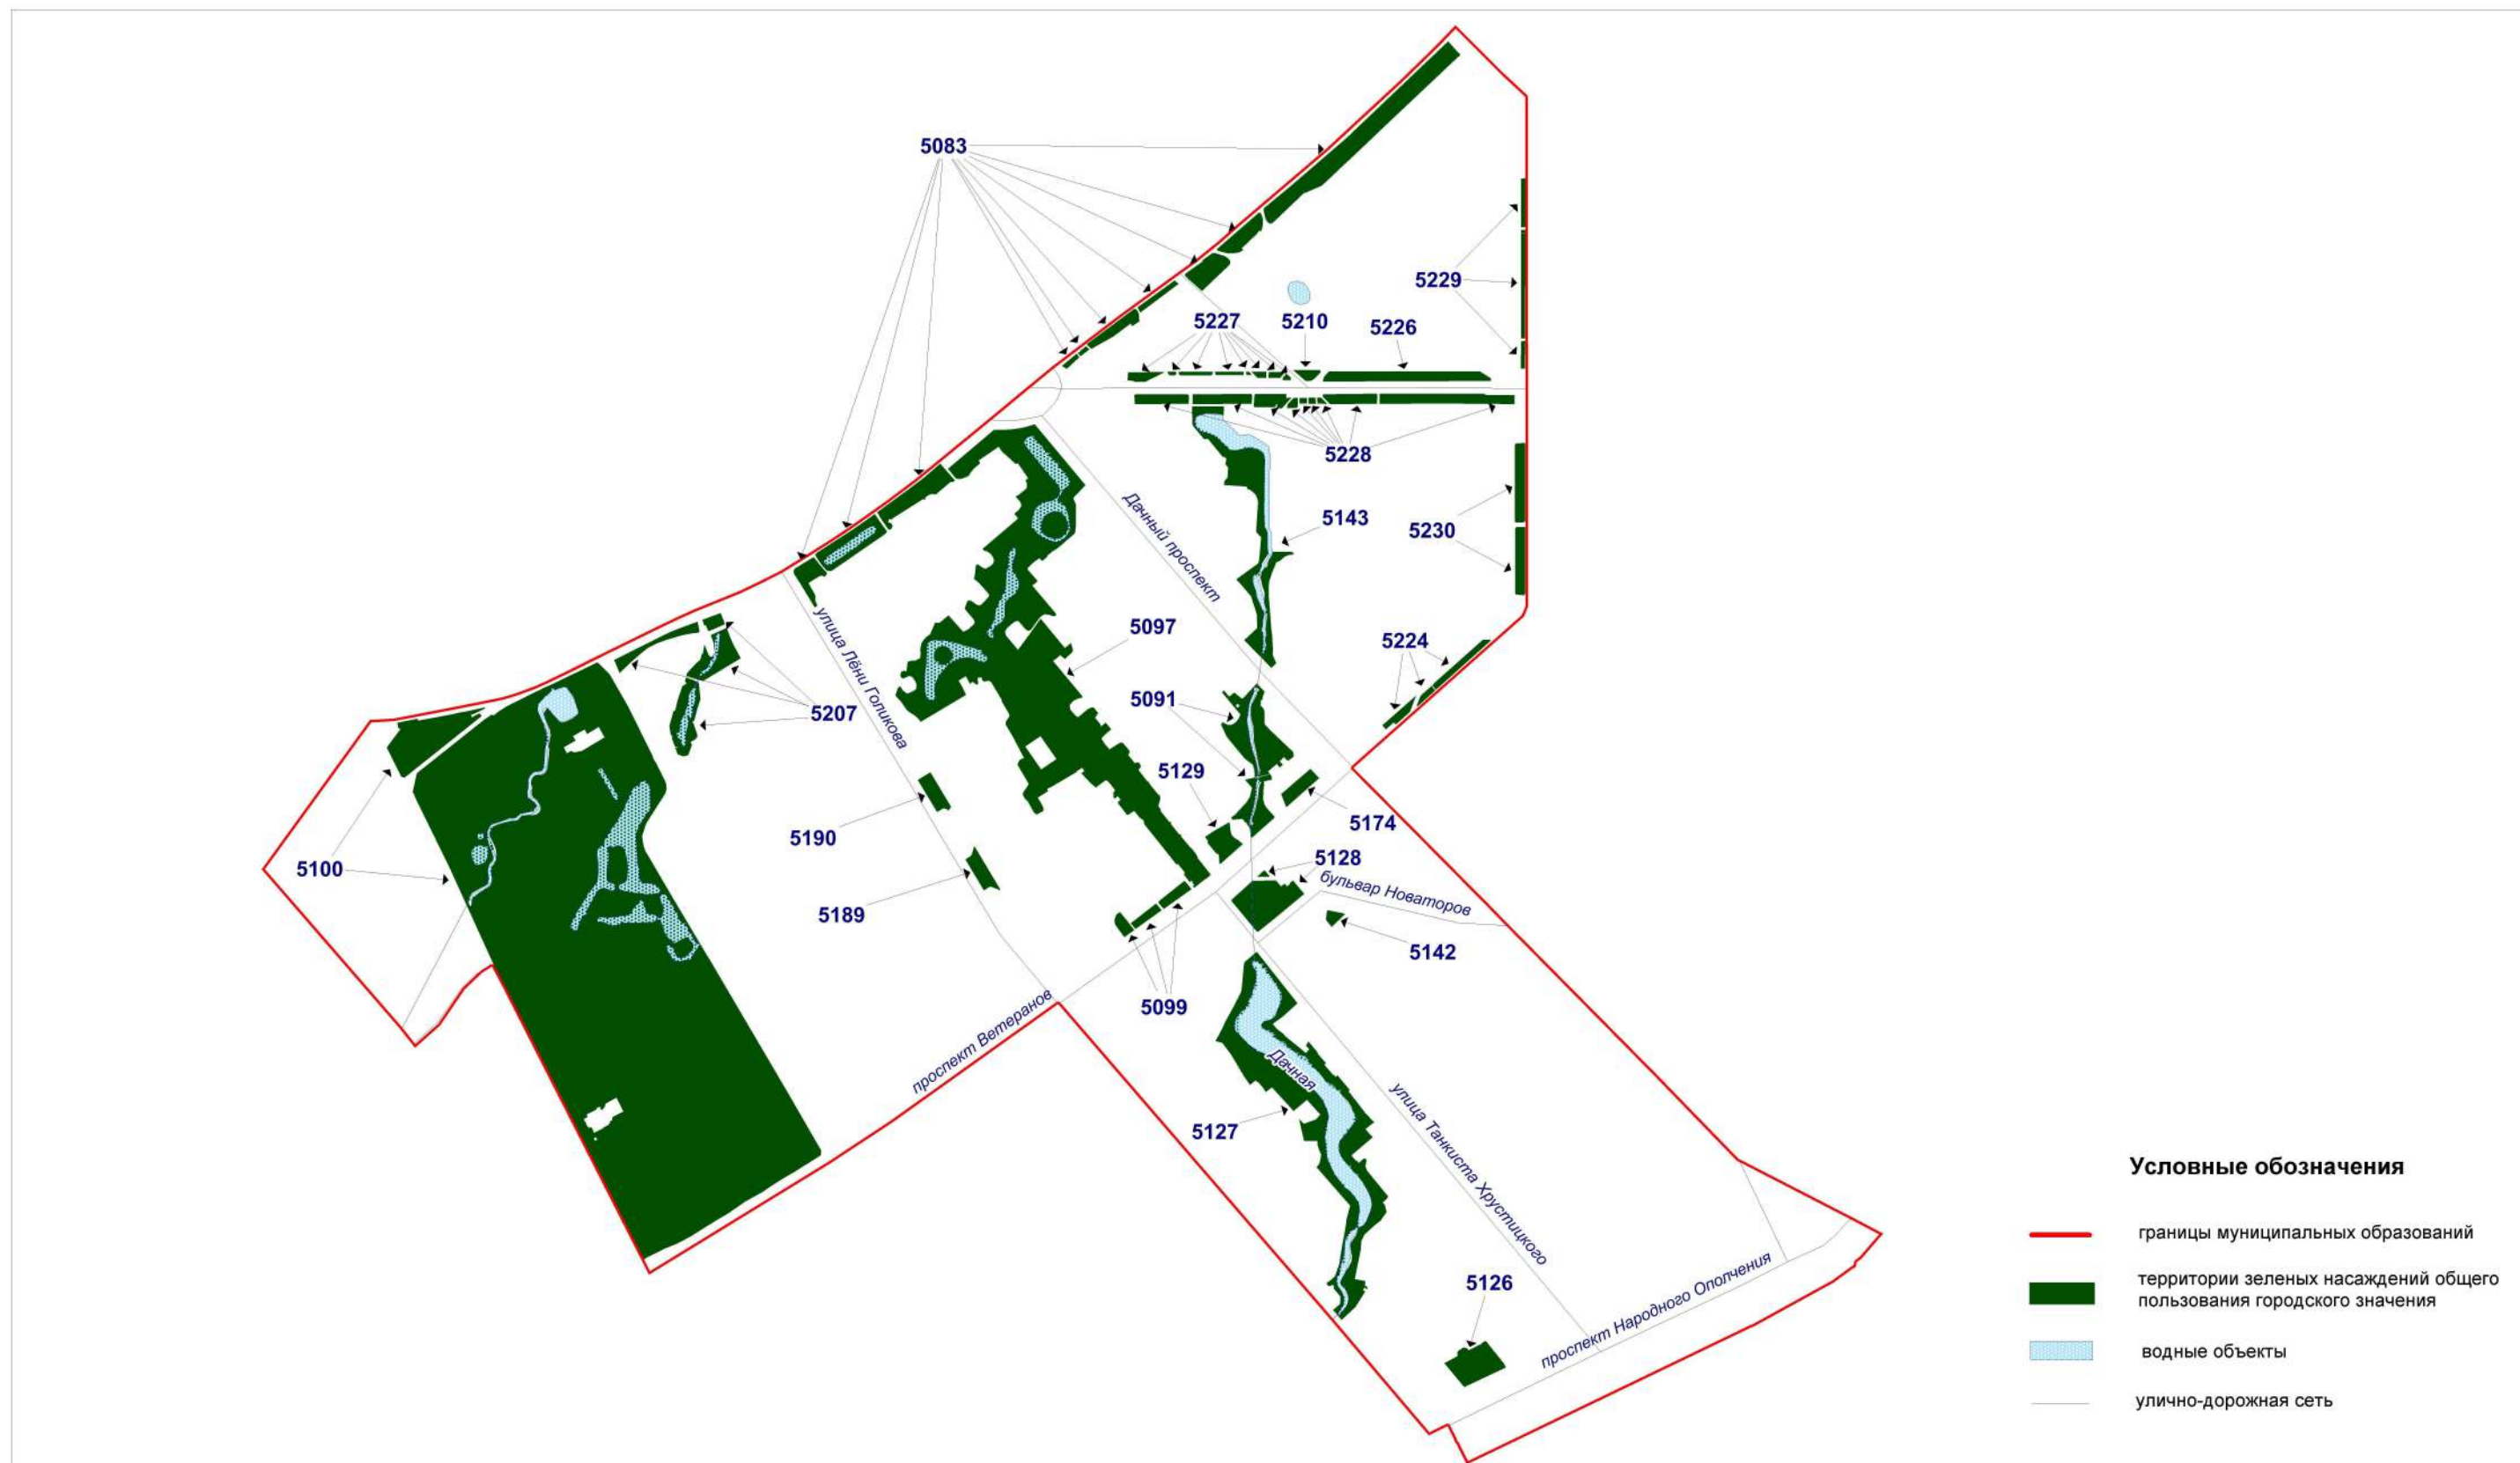 5083
5229
5227
5210
5226
5228
Дачный проспект
5143
5230
5097
улица Лёни Голикова
5224
5091
5207
5129
5174
5190
5128
5100
бульвар Новаторов
5189
5142
5099
проспект Ветеранов
Дачная
5127
улица Танкиста Хрустицкого
5126
проспект Народного Ополчения
Условные обозначения
границы муниципальных образований
территории зеленых насаждений общего
пользования городского значения
водные объекты
улично-дорожная сеть